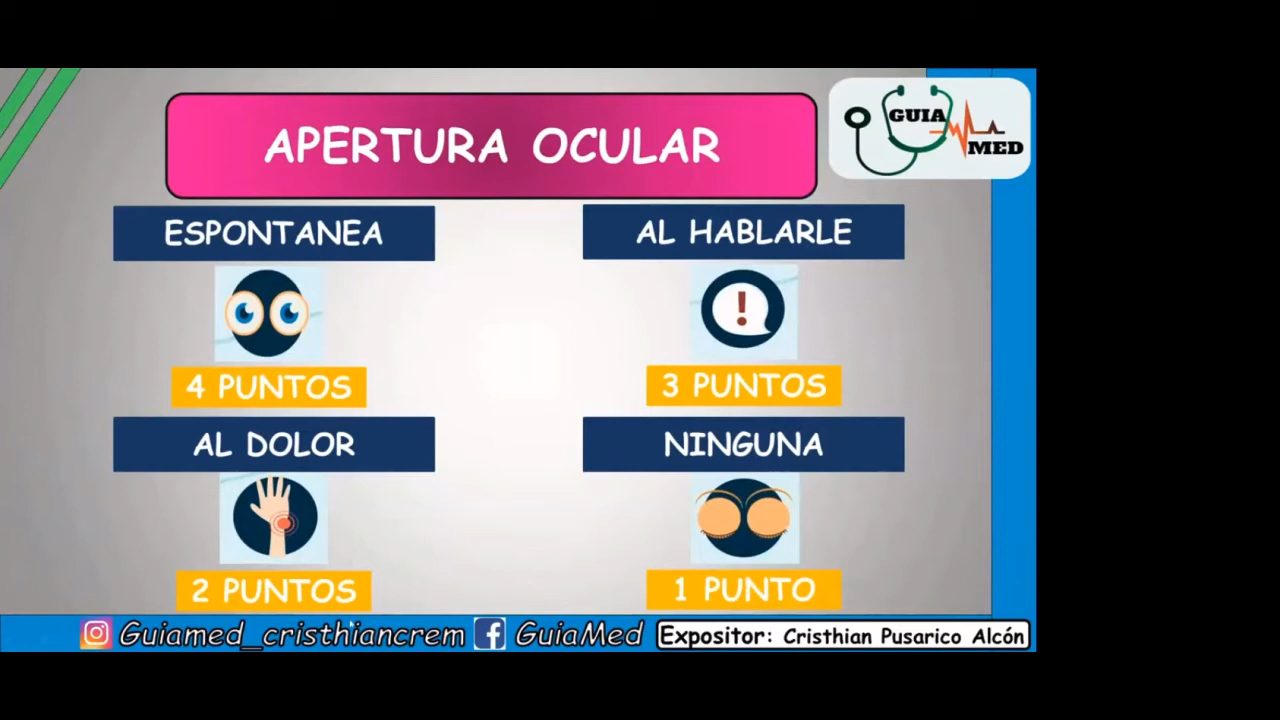 APERTURA OCULAR
GUIA
MED
ESPONTANEA
AL HABLARLE
!
4 PUNTOS
3 PUNTOS
AL DOLOR
NINGUNA
2 PUNTOS
1 PUNTO
Guiamed_cristhiancrem
GuiaMed
Expositor: Cristhian Pusarico Alcón